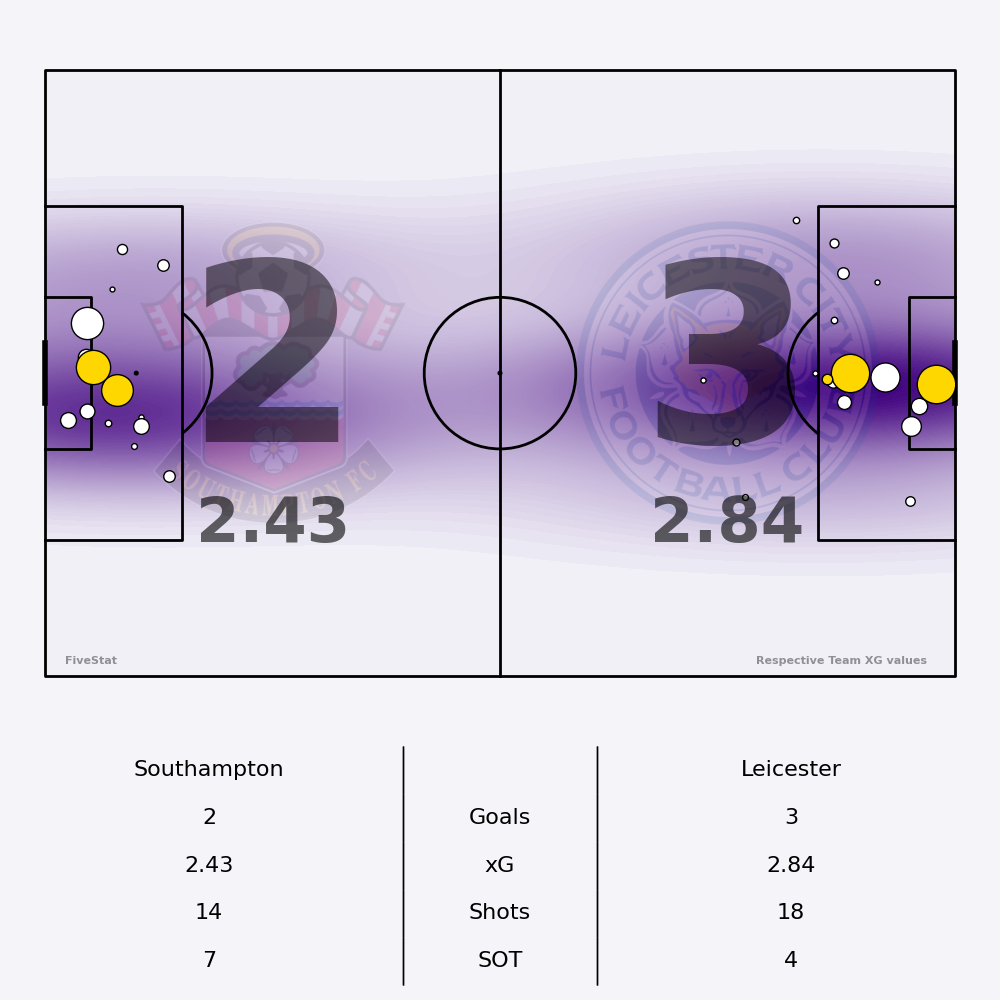 LEICESTER CITY
FOOTBALL CLUB
SOUTHAMPTON FC
2
3
2.43
2.84
FiveStat
Respective Team XG values
Southampton
Leicester
2
Goals
3
2.43
xG
2.84
14
Shots
18
7
SOT
4